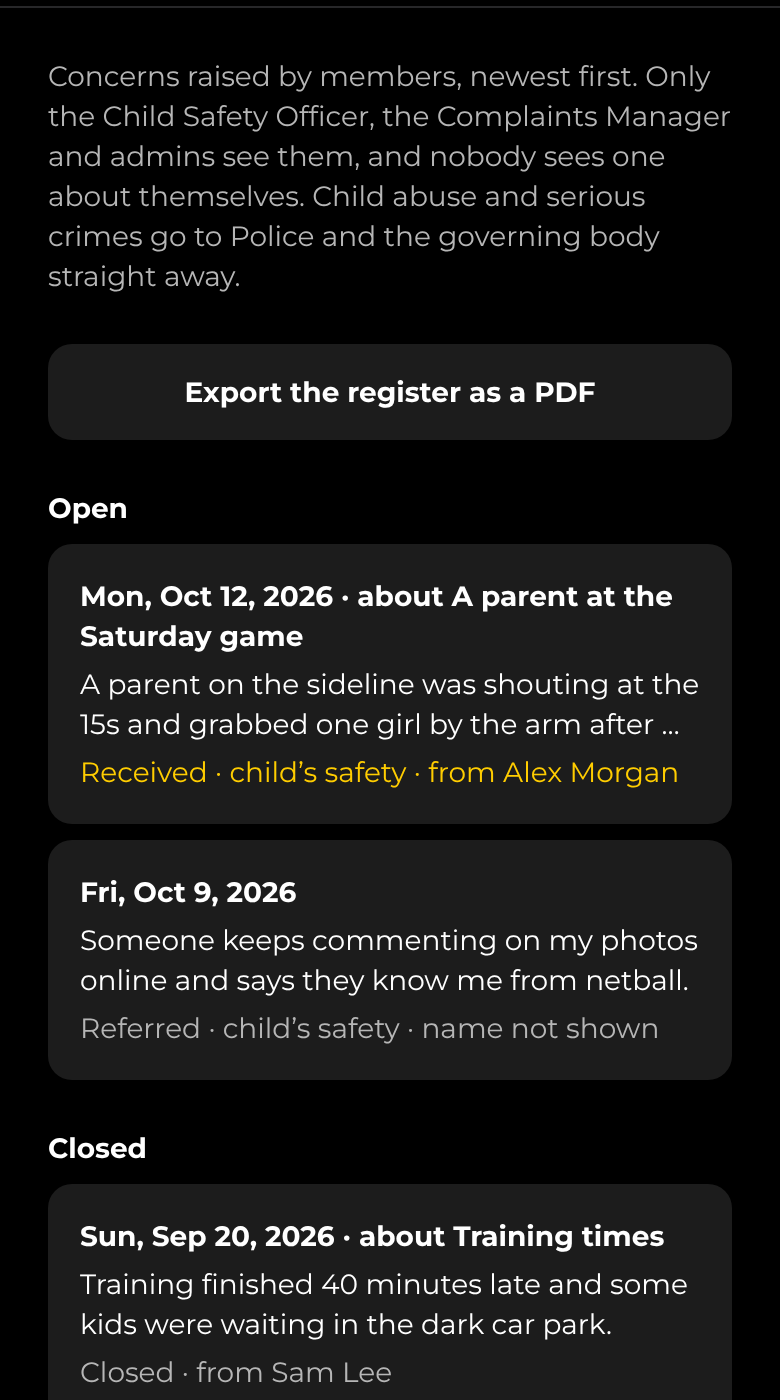 Concerns raised by members, newest first. Only
the Child Safety Officer, the Complaints Manager
and admins see them, and nobody sees one
about themselves. Child abuse and serious
crimes go to Police and the governing body
straight away.
Export the register as a PDF
Open
Mon, Oct 12, 2026 · about A parent at the
Saturday game
A parent on the sideline was shouting at the
15s and grabbed one girl by the arm after ...
Received · child’s safety · from Alex Morgan
Fri, Oct 9, 2026
Someone keeps commenting on my photos
online and says they know me from netball.
Referred · child’s safety · name not shown
Closed
Sun, Sep 20, 2026 · about Training times
Training finished 40 minutes late and some
kids were waiting in the dark car park.
Closed · from Sam Lee